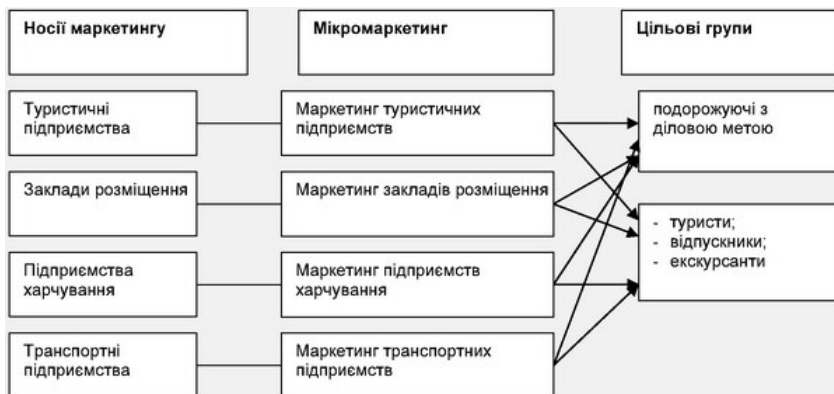 Носії маркетингу
Мікромаркетинг
Цільові групи
Туристичні
підприємства
Маркетинг туристичних
підприємств
подорожуючі з
діловою метою
Заклади розміщення
Маркетинг закладів розміщення
- туристи;
- відпускники;
- екскурсанти
Підприємства
харчування
Маркетинг підприємств
харчування
Транспортні
підприємства
Маркетинг транспортних
підприємств